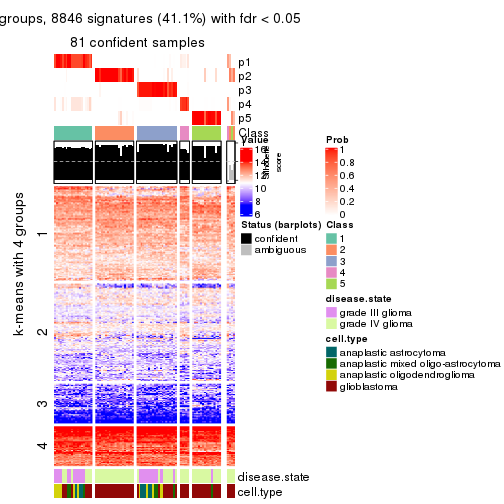 groups, 8846 signatures (41.1%) with fdr < 0.05
81 confident samples
p1
p2
p3
p4
p5
Class
k-means with 4 groups
1
2
3
4
Value
16
14
12
10
8
6
Silhouette
score
Prob
1
0.8
0.6
0.4
0.2
0
Status (barplots)
confident
ambiguous
Class
1
2
3
4
5
disease.state
grade III glioma
grade IV glioma
cell.type
anaplastic astrocytoma
anaplastic mixed oligo-astrocytoma
anaplastic oligodendroglioma
glioblastoma
disease.state
cell.type